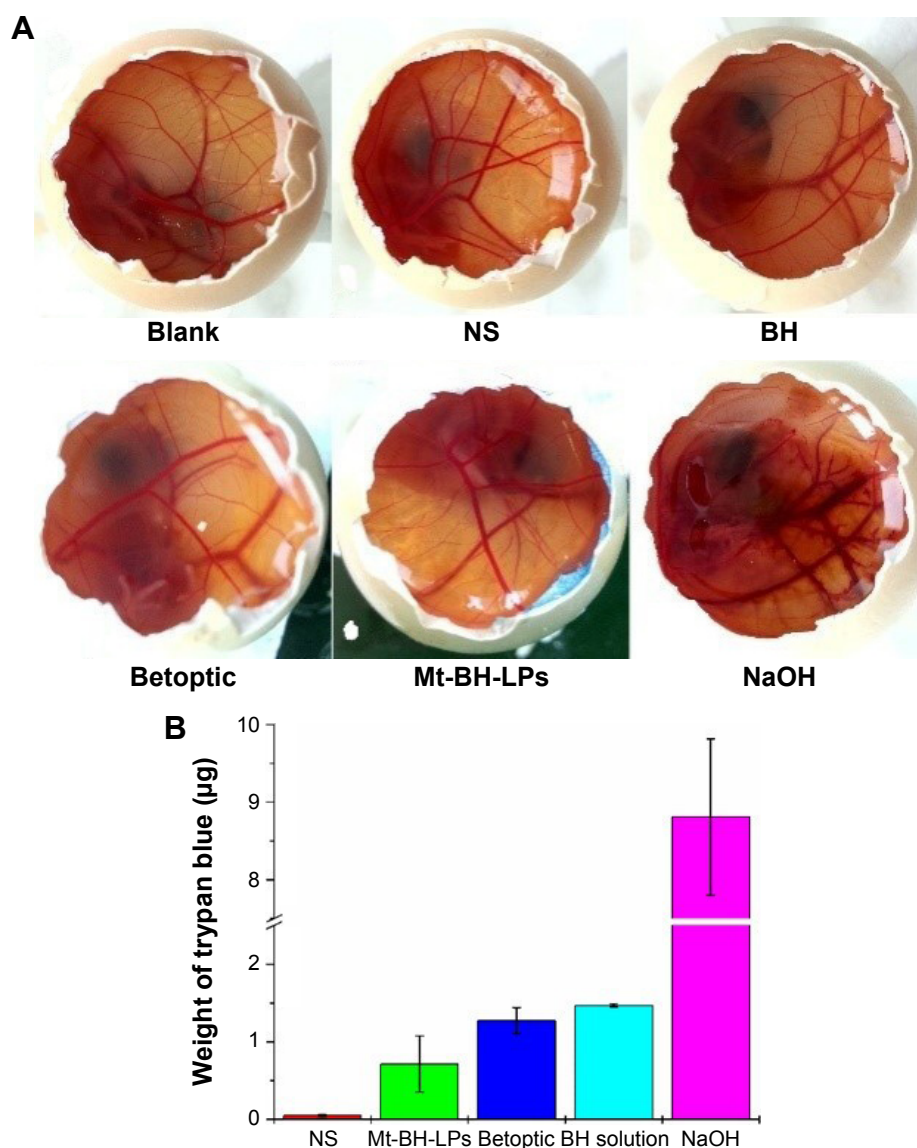 A
Blank NS BH
Betoptic Mt-BH-LPs NaOH
B
Weight of trypan blue (µg)
10
9
8
2
1
0
NS Mt-BH-LPs Betoptic BH solution NaOH